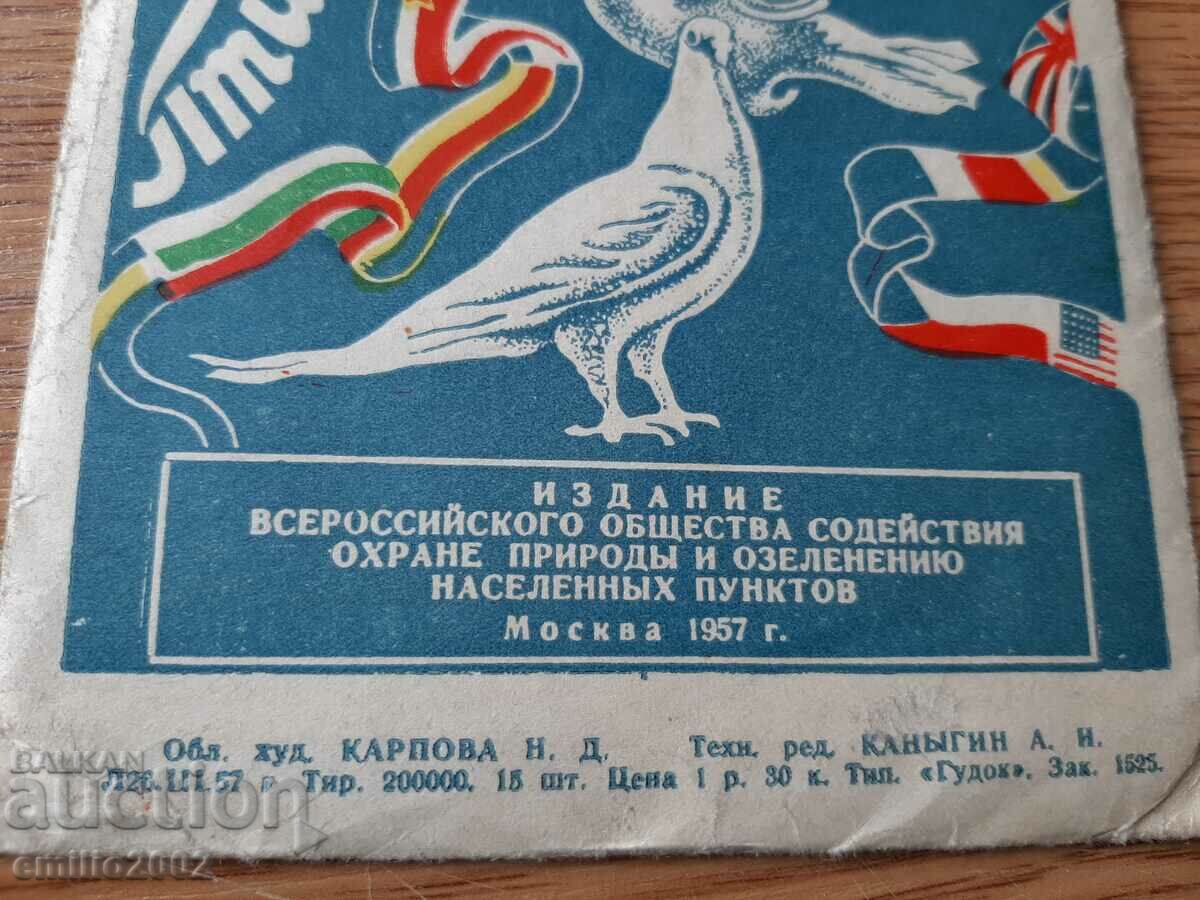 ИЗДАНИЕ
ВСЕРОССИЙСКОГО ОБЩЕСТВА СОДЕЙСТВИЯ
ОХРАНЕ ПРИРОДЫ И ОЗЕЛЕНЕНИЮ
НАСЕЛЕННЫХ ПУНКТОВ
Москва 1957 г.
Обл. худ. КАРПОВА Н. Д. Техн. ред. КАНЫГИН А. И.
Тир. 200000. 15 шт. Цена 1 р. 30 к. Тип. «Гудок». Зак. 1525.
BALKAN
auction
emilio2002